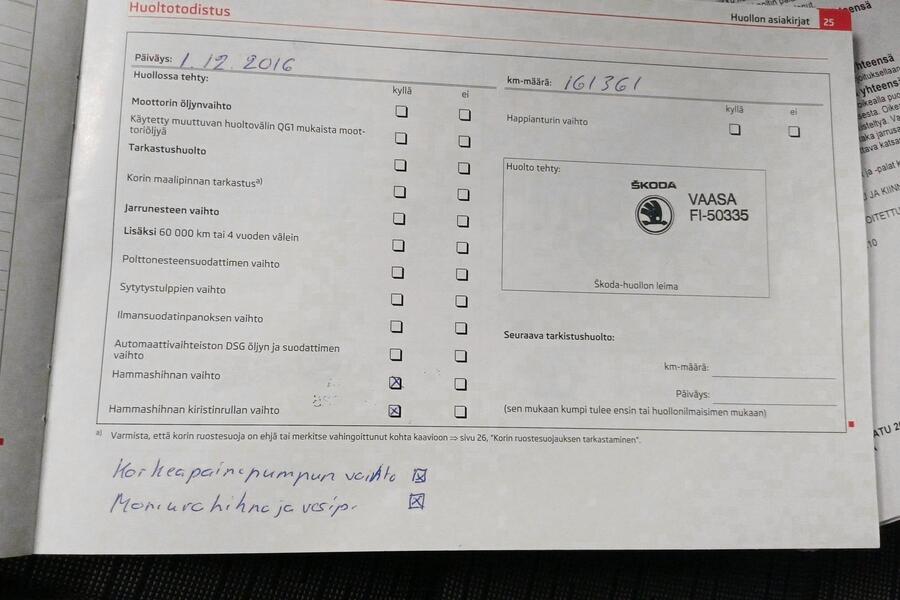 Huoltotodistus
Huollon asiakirjat 25
Päiväys: 1.12.2016
km-määrä: 161361
Huollossa tehty:
kyllä ei
kyllä ei
Moottorin öljynvaihto
Happianturin vaihto
Käytetty muuttuvan huoltovälin QG1 mukaista moot-
toriöljyä
Tarkastushuolto
Korin maalipinnan tarkastusa)
Jarrunesteen vaihto
Lisäksi 60 000 km tai 4 vuoden välein
Polttonesteensuodattimen vaihto
Sytytystulppien vaihto
Ilmansuodatinpanoksen vaihto
Automaattivaihteiston DSG öljyn ja suodattimen
vaihto
Hammashihnan vaihto
Hammashihnan kiristinrullan vaihto
Huolto tehty:
ŠKODA
VAASA
FI-50335
Škoda-huollon leima
Seuraava tarkistushuolto:
km-määrä:
Päiväys:
(sen mukaan kumpi tulee ensin tai huollonilmaisimen mukaan)
a) Varmista, että korin ruostesuoja on ehjä tai merkitse vahingoittunut kohta kaavioon ⇒ sivu 26, "Korin ruostesuojauksen tarkastaminen".
Korkeapainepumpun vaihto
Moniurahihna ja vesip.